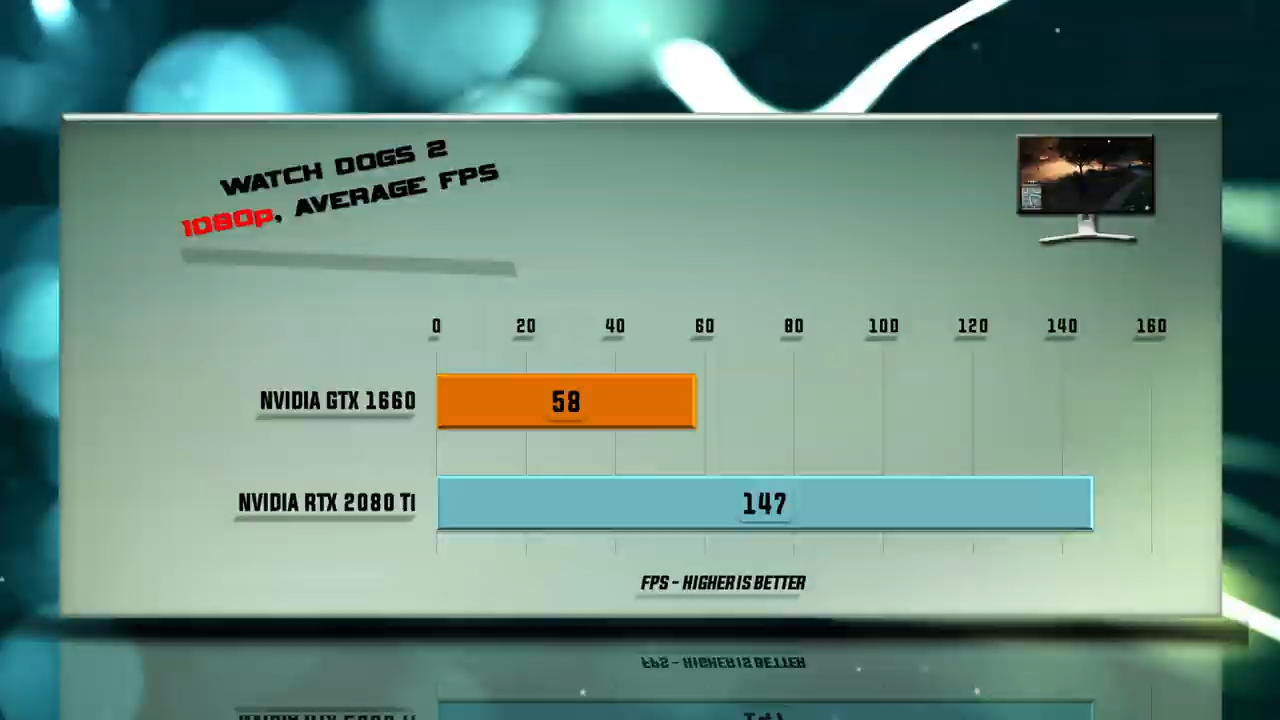 WATCH DOGS 2
1080p, AVERAGE FPS
0 20 40 60 80 100 120 140 160
NVIDIA GTX 1660 58
NVIDIA RTX 2080 Ti 147
FPS - HIGHER IS BETTER